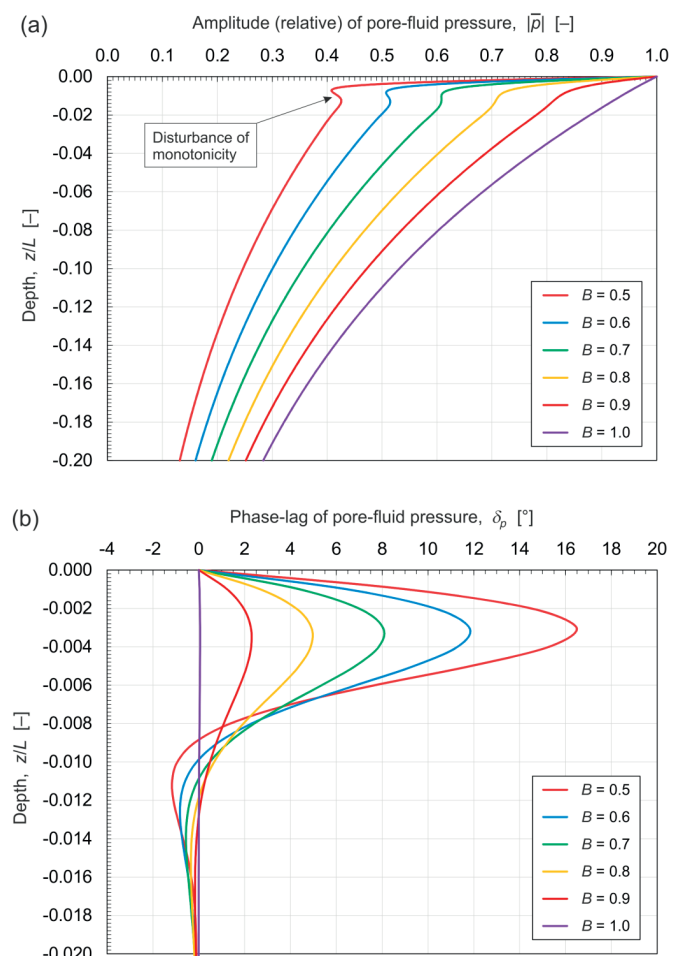 (a) Amplitude (relative) of pore-fluid pressure, |p̅| [–]
0.0 0.1 0.2 0.3 0.4 0.5 0.6 0.7 0.8 0.9 1.0
0.00
-0.02
-0.04
-0.06
-0.08
-0.10
-0.12
-0.14
-0.16
-0.18
-0.20
Depth, z/L [–]
Disturbance of
monotonicity
B = 0.5
B = 0.6
B = 0.7
B = 0.8
B = 0.9
B = 1.0
(b) Phase-lag of pore-fluid pressure, δp [°]
-4 -2 0 2 4 6 8 10 12 14 16 18 20
0.000
-0.002
-0.004
-0.006
-0.008
-0.010
-0.012
-0.014
-0.016
-0.018
-0.020
Depth, z/L [–]
B = 0.5
B = 0.6
B = 0.7
B = 0.8
B = 0.9
B = 1.0